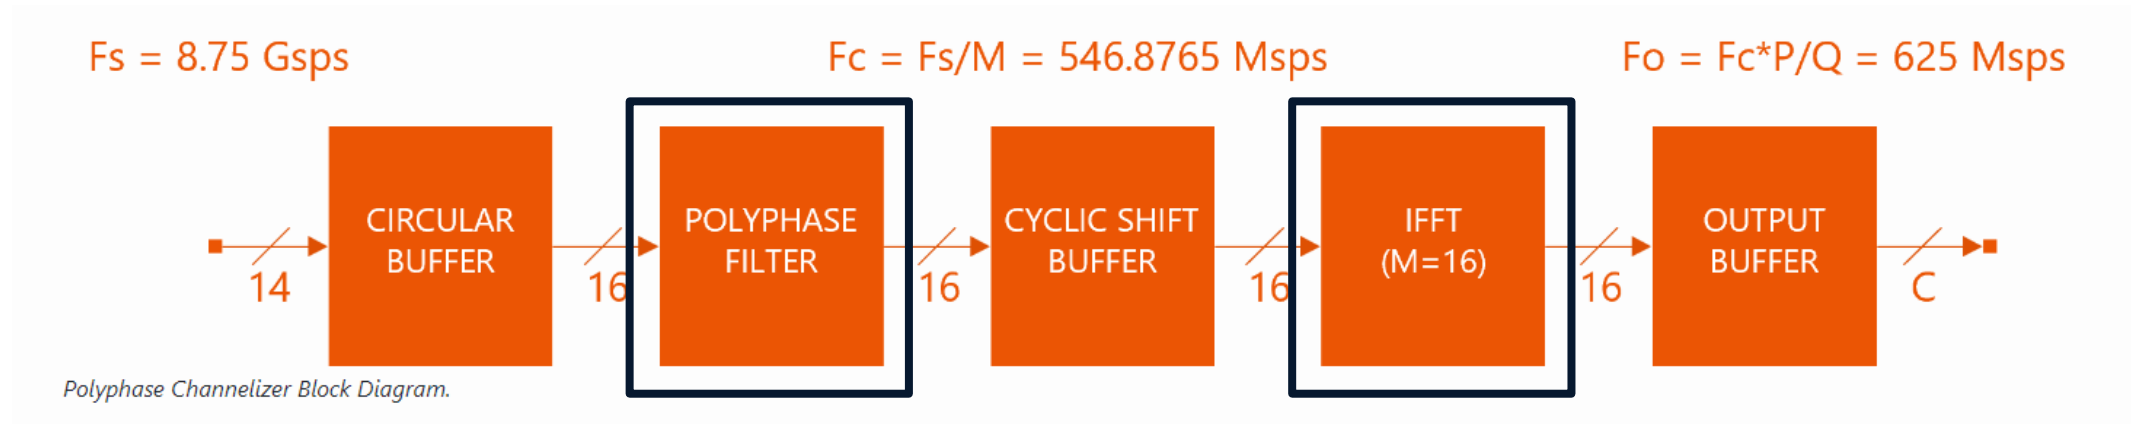 Fs = 8.75 Gsps
Fc = Fs/M = 546.8765 Msps
Fo = Fc*P/Q = 625 Msps
CIRCULAR
BUFFER
POLYPHASE
FILTER
CYCLIC SHIFT
BUFFER
IFFT
(M=16)
OUTPUT
BUFFER
14
16
16
16
16
C
Polyphase Channelizer Block Diagram.